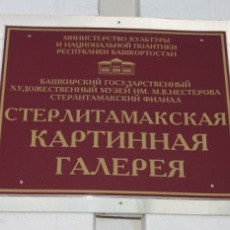 МИНИСТЕРСТВО КУЛЬТУРЫ
И НАЦИОНАЛЬНОЙ ПОЛИТИКИ
РЕСПУБЛИКИ БАШКОРТОСТАН
БАШКИРСКИЙ ГОСУДАРСТВЕННЫЙ
ХУДОЖЕСТВЕННЫЙ МУЗЕЙ ИМ. М.В.НЕСТЕРОВА
СТЕРЛИТАМАКСКИЙ ФИЛИАЛ
СТЕРЛИТАМАКСКАЯ
КАРТИННАЯ
ГАЛЕРЕЯ